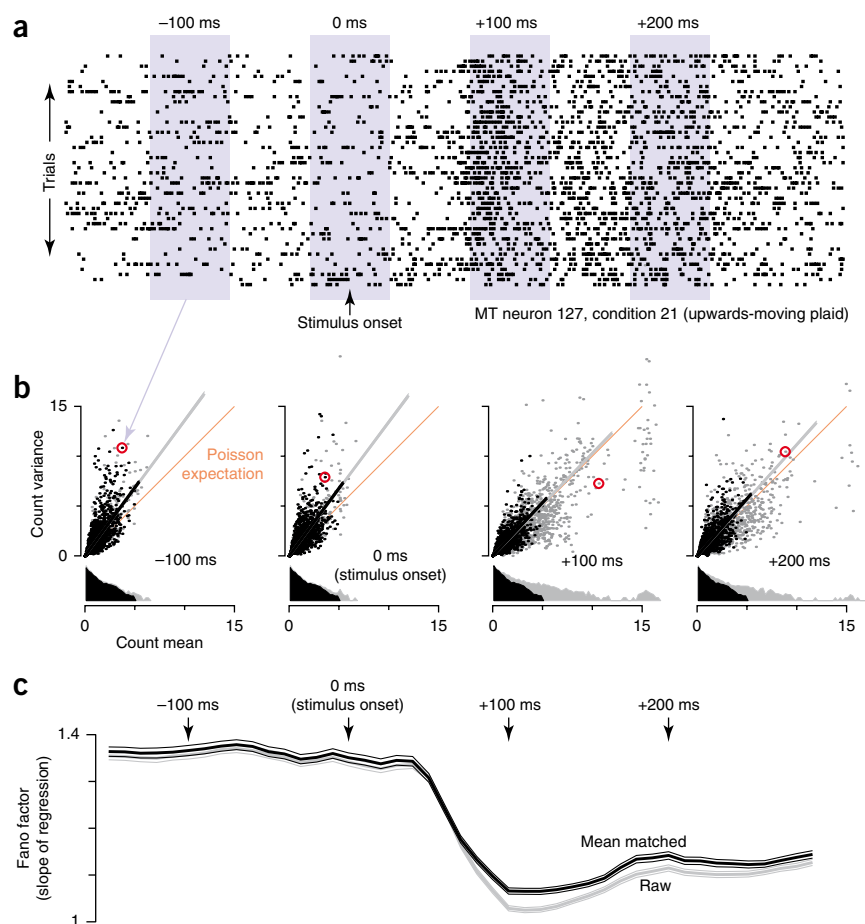 a
–100 ms
0 ms
+100 ms
+200 ms
Trials
Stimulus onset
MT neuron 127, condition 21 (upwards-moving plaid)
b
15
Count variance
0
Poisson
expectation
–100 ms
0 ms
(stimulus onset)
+100 ms
+200 ms
0
15
0
15
0
15
0
15
Count mean
c
–100 ms
0 ms
(stimulus onset)
+100 ms
+200 ms
1.4
Fano factor
(slope of regression)
1
Mean matched
Raw